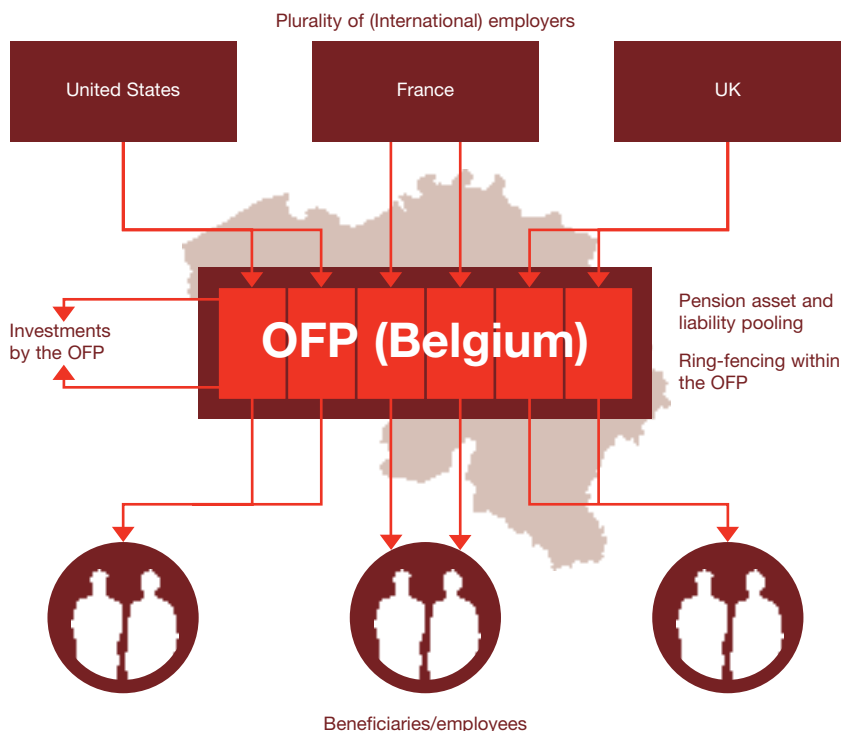 Plurality of (International) employers
United States
France
UK
OFP (Belgium)
Investments
by the OFP
Pension asset and
liability pooling
Ring-fencing within
the OFP
Beneficiaries/employees